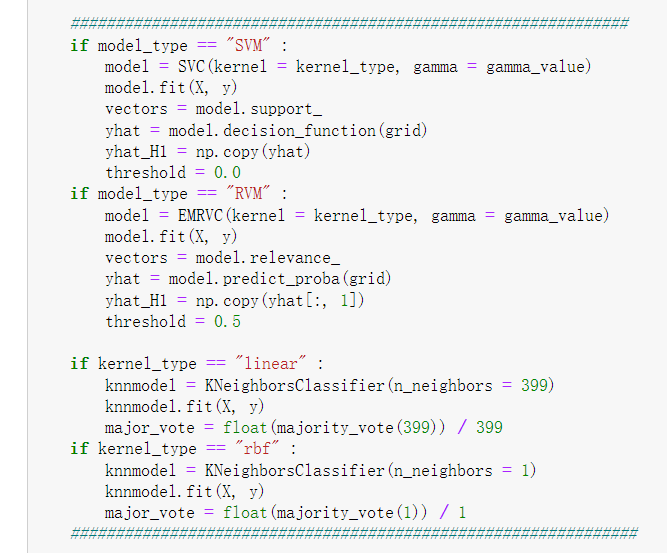 ################################################################
if model_type == "SVM" :
    model = SVC(kernel = kernel_type, gamma = gamma_value)
    model.fit(X, y)
    vectors = model.support_
    yhat = model.decision_function(grid)
    yhat_H1 = np.copy(yhat)
    threshold = 0.0
if model_type == "RVM" :
    model = EMRVC(kernel = kernel_type, gamma = gamma_value)
    model.fit(X, y)
    vectors = model.relevance_
    yhat = model.predict_proba(grid)
    yhat_H1 = np.copy(yhat[:, 1])
    threshold = 0.5

if kernel_type == "linear" :
    knnmodel = KNeighborsClassifier(n_neighbors = 399)
    knnmodel.fit(X, y)
    major_vote = float(majority_vote(399)) / 399
if kernel_type == "rbf" :
    knnmodel = KNeighborsClassifier(n_neighbors = 1)
    knnmodel.fit(X, y)
    major_vote = float(majority_vote(1)) / 1
#################################################################